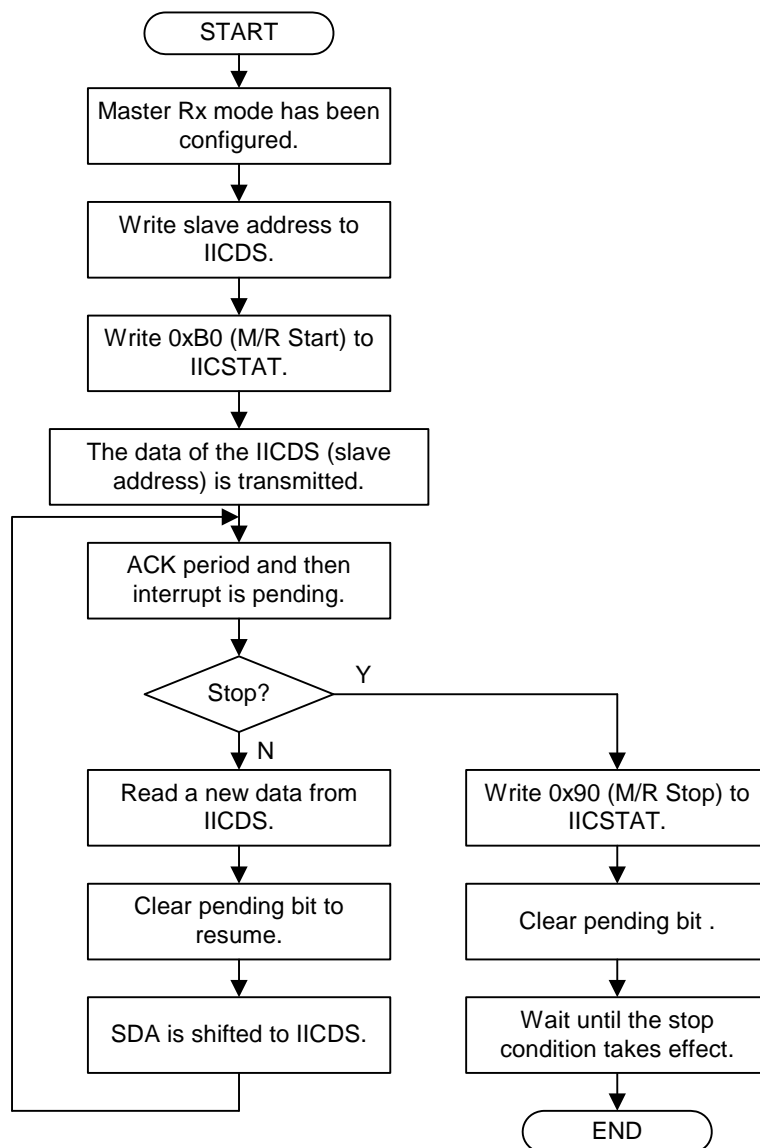 START
Master Rx mode has been
configured.
Write slave address to
IICDS.
Write 0xB0 (M/R Start) to
IICSTAT.
The data of the IICDS (slave
address) is transmitted.
ACK period and then
interrupt is pending.
Stop?
Y
N
Read a new data from
IICDS.
Clear pending bit to
resume.
SDA is shifted to IICDS.
Write 0x90 (M/R Stop) to
IICSTAT.
Clear pending bit .
Wait until the stop
condition takes effect.
END